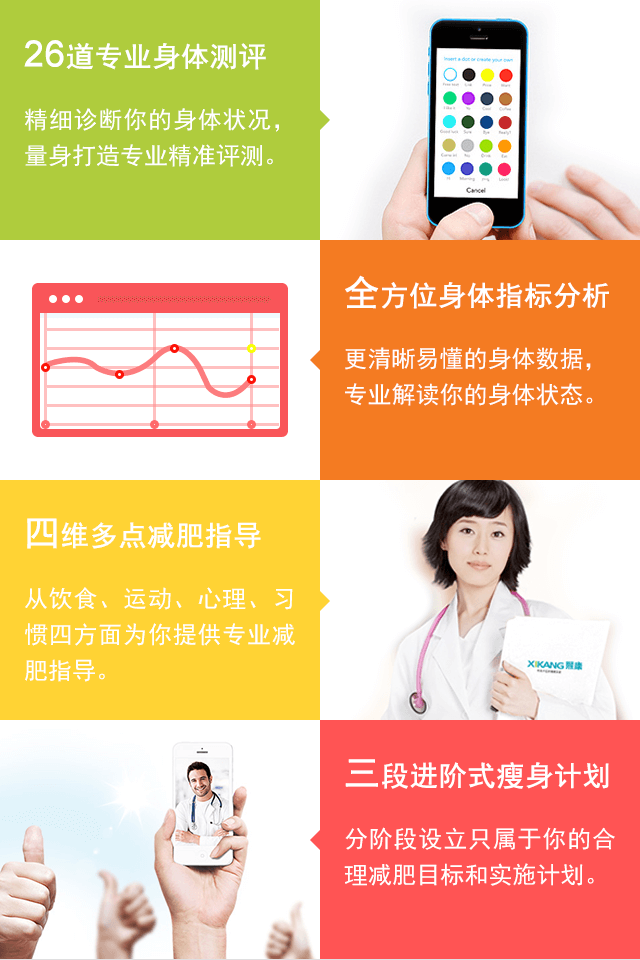 26道专业身体测评
精细诊断你的身体状况，
量身打造专业精准评测。
Insert a dot or create your own
Cancel
全方位身体指标分析
更清晰易懂的身体数据，
专业解读你的身体状态。
四维多点减肥指导
从饮食、运动、心理、习
惯四方面为你提供专业减
肥指导。
XIKANG 熙康
三段进阶式瘦身计划
分阶段设立只属于你的合
理减肥目标和实施计划。